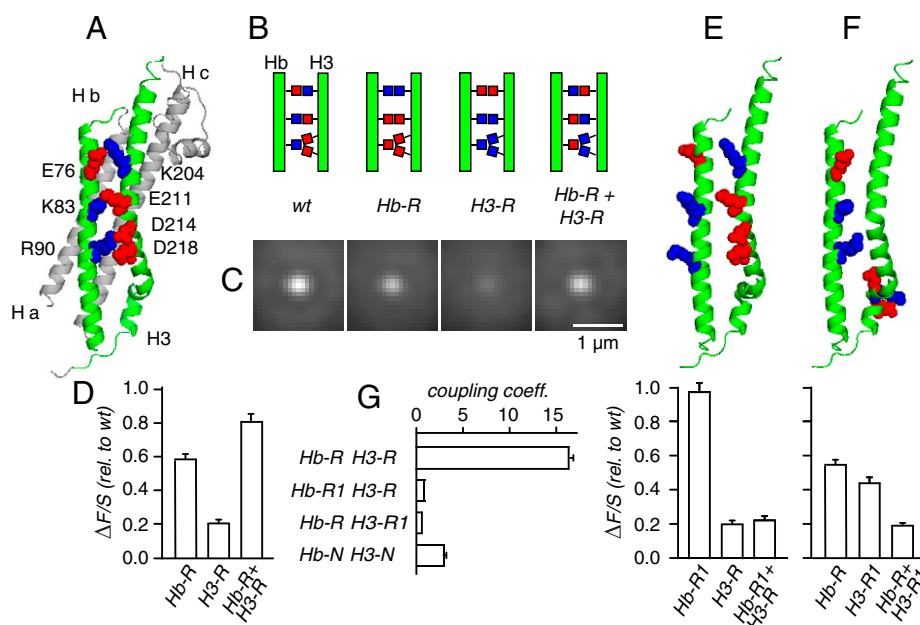 A
H c
H b
E76
K204
K83
E211
D214
R90
D218
H a
H3
B
Hb H3
wt Hb-R H3-R Hb-R +
H3-R
C
1 µm
D
ΔF/S (rel. to wt)
1.0
0.8
0.6
0.4
0.2
0.0
Hb-R
H3-R
Hb-R+
H3-R
G
coupling coeff.
0 5 10 15
Hb-R H3-R
Hb-R1 H3-R
Hb-R H3-R1
Hb-N H3-N
E
ΔF/S (rel. to wt)
1.0
0.8
0.6
0.4
0.2
0.0
Hb-R1
H3-R
Hb-R1+
H3-R
F
Hb-R
H3-R1
Hb-R+
H3-R1